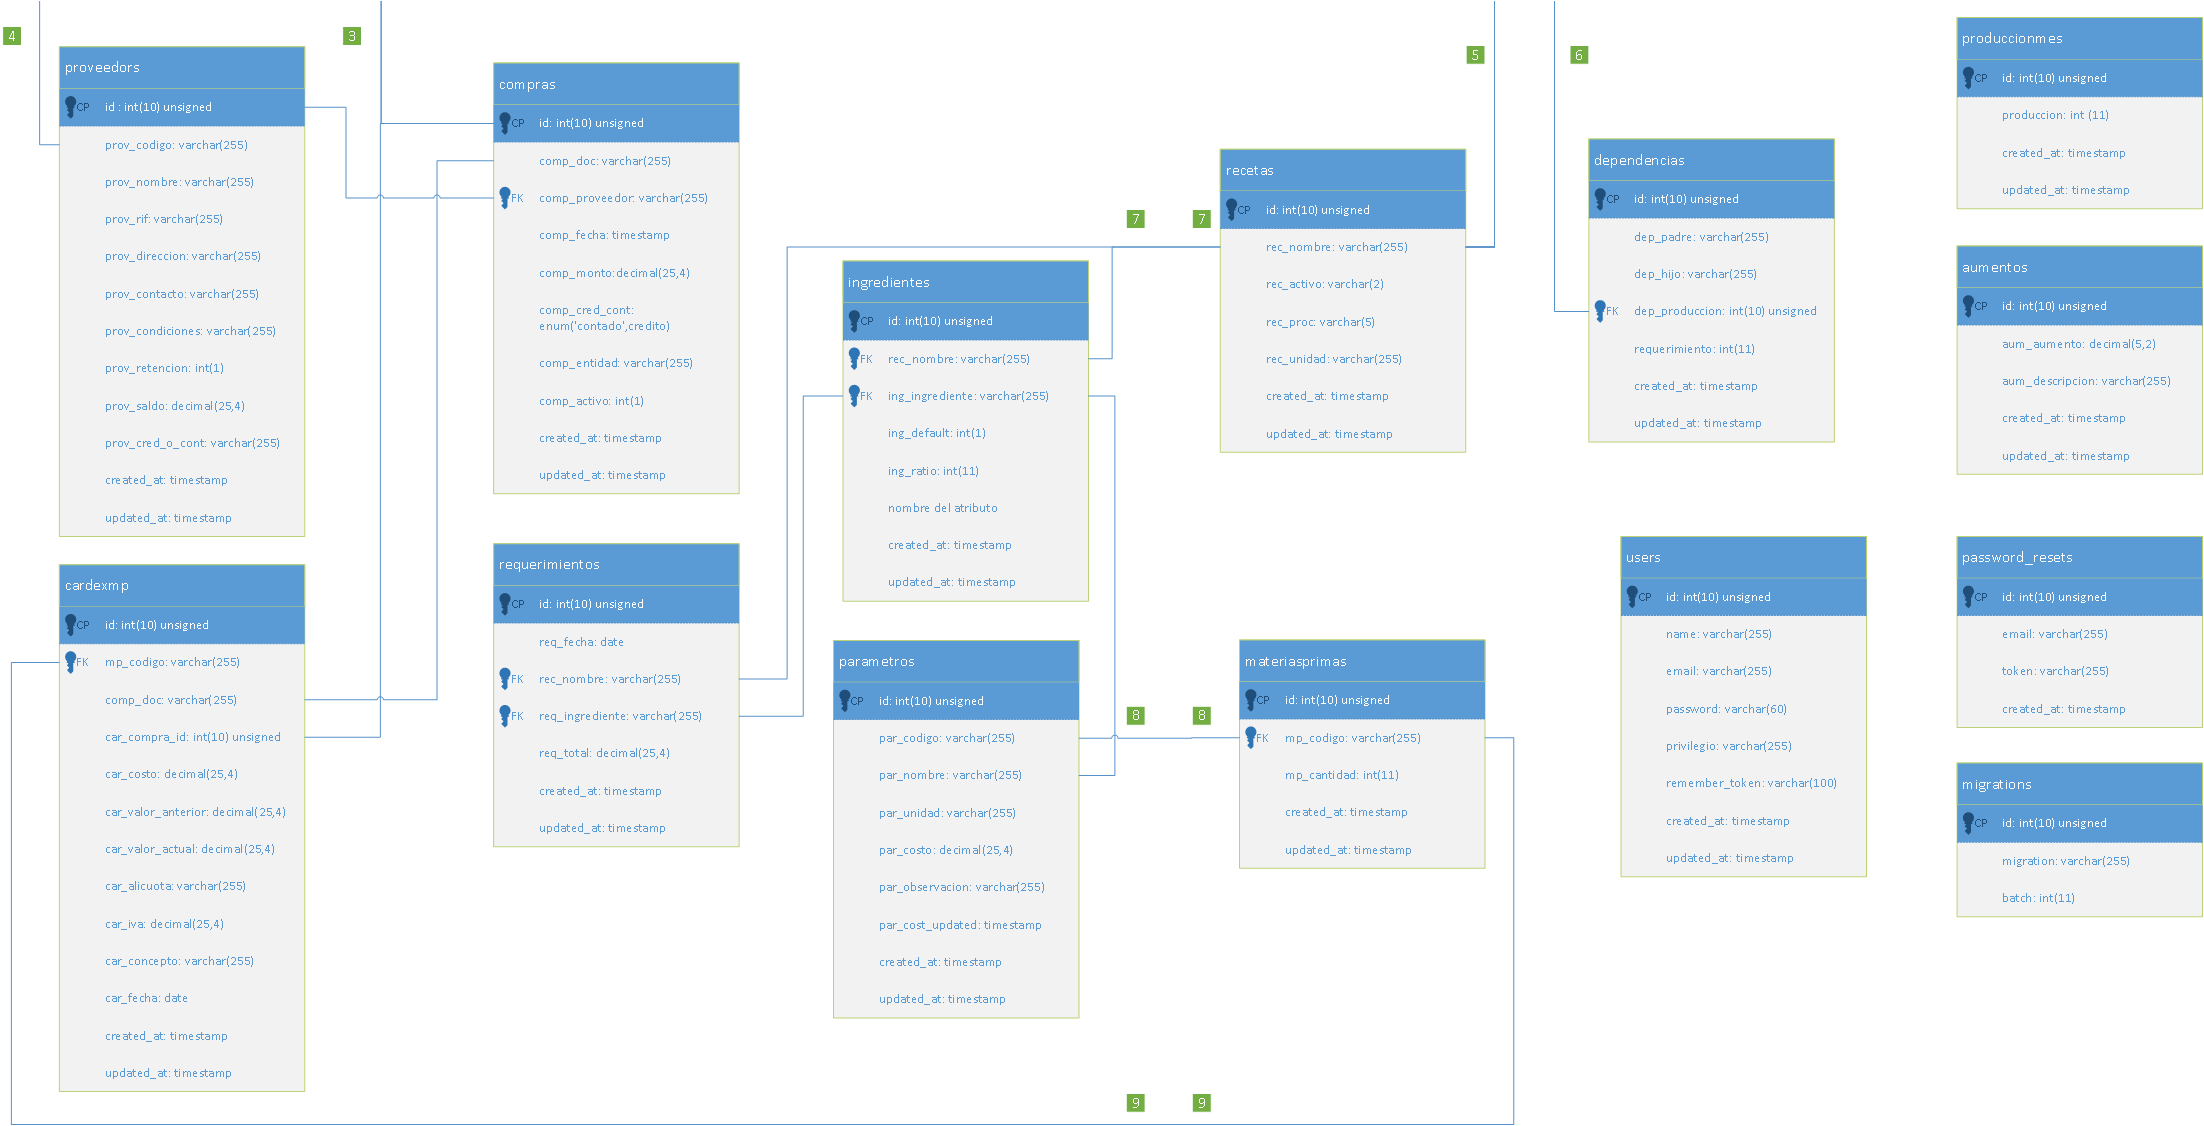 4
3
5
6
proveedors
CP id : int(10) unsigned
prov_codigo: varchar(255)
prov_nombre: varchar(255)
prov_rif: varchar(255)
prov_direccion: varchar(255)
prov_contacto: varchar(255)
prov_condiciones: varchar(255)
prov_retencion: int(1)
prov_saldo: decimal(25,4)
prov_cred_o_cont: varchar(255)
created_at: timestamp
updated_at: timestamp
cardexmp
CP id: int(10) unsigned
FK mp_codigo: varchar(255)
comp_doc: varchar(255)
car_compra_id: int(10) unsigned
car_costo: decimal(25,4)
car_valor_anterior: decimal(25,4)
car_valor_actual: decimal(25,4)
car_alicuota: varchar(255)
car_iva: decimal(25,4)
car_concepto: varchar(255)
car_fecha: date
created_at: timestamp
updated_at: timestamp
compras
CP id: int(10) unsigned
comp_doc: varchar(255)
FK comp_proveedor: varchar(255)
comp_fecha: timestamp
comp_monto: decimal(25,4)
comp_cred_cont:
enum('contado',credito)
comp_entidad: varchar(255)
comp_activo: int(1)
created_at: timestamp
updated_at: timestamp
requerimientos
CP id: int(10) unsigned
req_fecha: date
FK rec_nombre: varchar(255)
FK req_ingrediente: varchar(255)
req_total: decimal(25,4)
created_at: timestamp
updated_at: timestamp
7
7
ingredientes
CP id: int(10) unsigned
FK rec_nombre: varchar(255)
FK ing_ingrediente: varchar(255)
ing_default: int(1)
ing_ratio: int(11)
nombre del atributo
created_at: timestamp
updated_at: timestamp
parametros
CP id: int(10) unsigned
par_codigo: varchar(255)
par_nombre: varchar(255)
par_unidad: varchar(255)
par_costo: decimal(25,4)
par_observacion: varchar(255)
par_cost_updated: timestamp
created_at: timestamp
updated_at: timestamp
8
8
recetas
CP id: int(10) unsigned
rec_nombre: varchar(255)
rec_activo: varchar(2)
rec_proc: varchar(5)
rec_unidad: varchar(255)
created_at: timestamp
updated_at: timestamp
materiasprimas
CP id: int(10) unsigned
FK mp_codigo: varchar(255)
mp_cantidad: int(11)
created_at: timestamp
updated_at: timestamp
9
9
dependencias
CP id: int(10) unsigned
dep_padre: varchar(255)
dep_hijo: varchar(255)
FK dep_produccion: int(10) unsigned
requerimiento: int(11)
created_at: timestamp
updated_at: timestamp
users
CP id: int(10) unsigned
name: varchar(255)
email: varchar(255)
password: varchar(60)
privilegio: varchar(255)
remember_token: varchar(100)
created_at: timestamp
updated_at: timestamp
produccionmes
CP id: int(10) unsigned
produccion: int (11)
created_at: timestamp
updated_at: timestamp
aumentos
CP id: int(10) unsigned
aum_aumento: decimal(5,2)
aum_descripcion: varchar(255)
created_at: timestamp
updated_at: timestamp
password_resets
CP id: int(10) unsigned
email: varchar(255)
token: varchar(255)
created_at: timestamp
migrations
CP id: int(10) unsigned
migration: varchar(255)
batch: int(11)